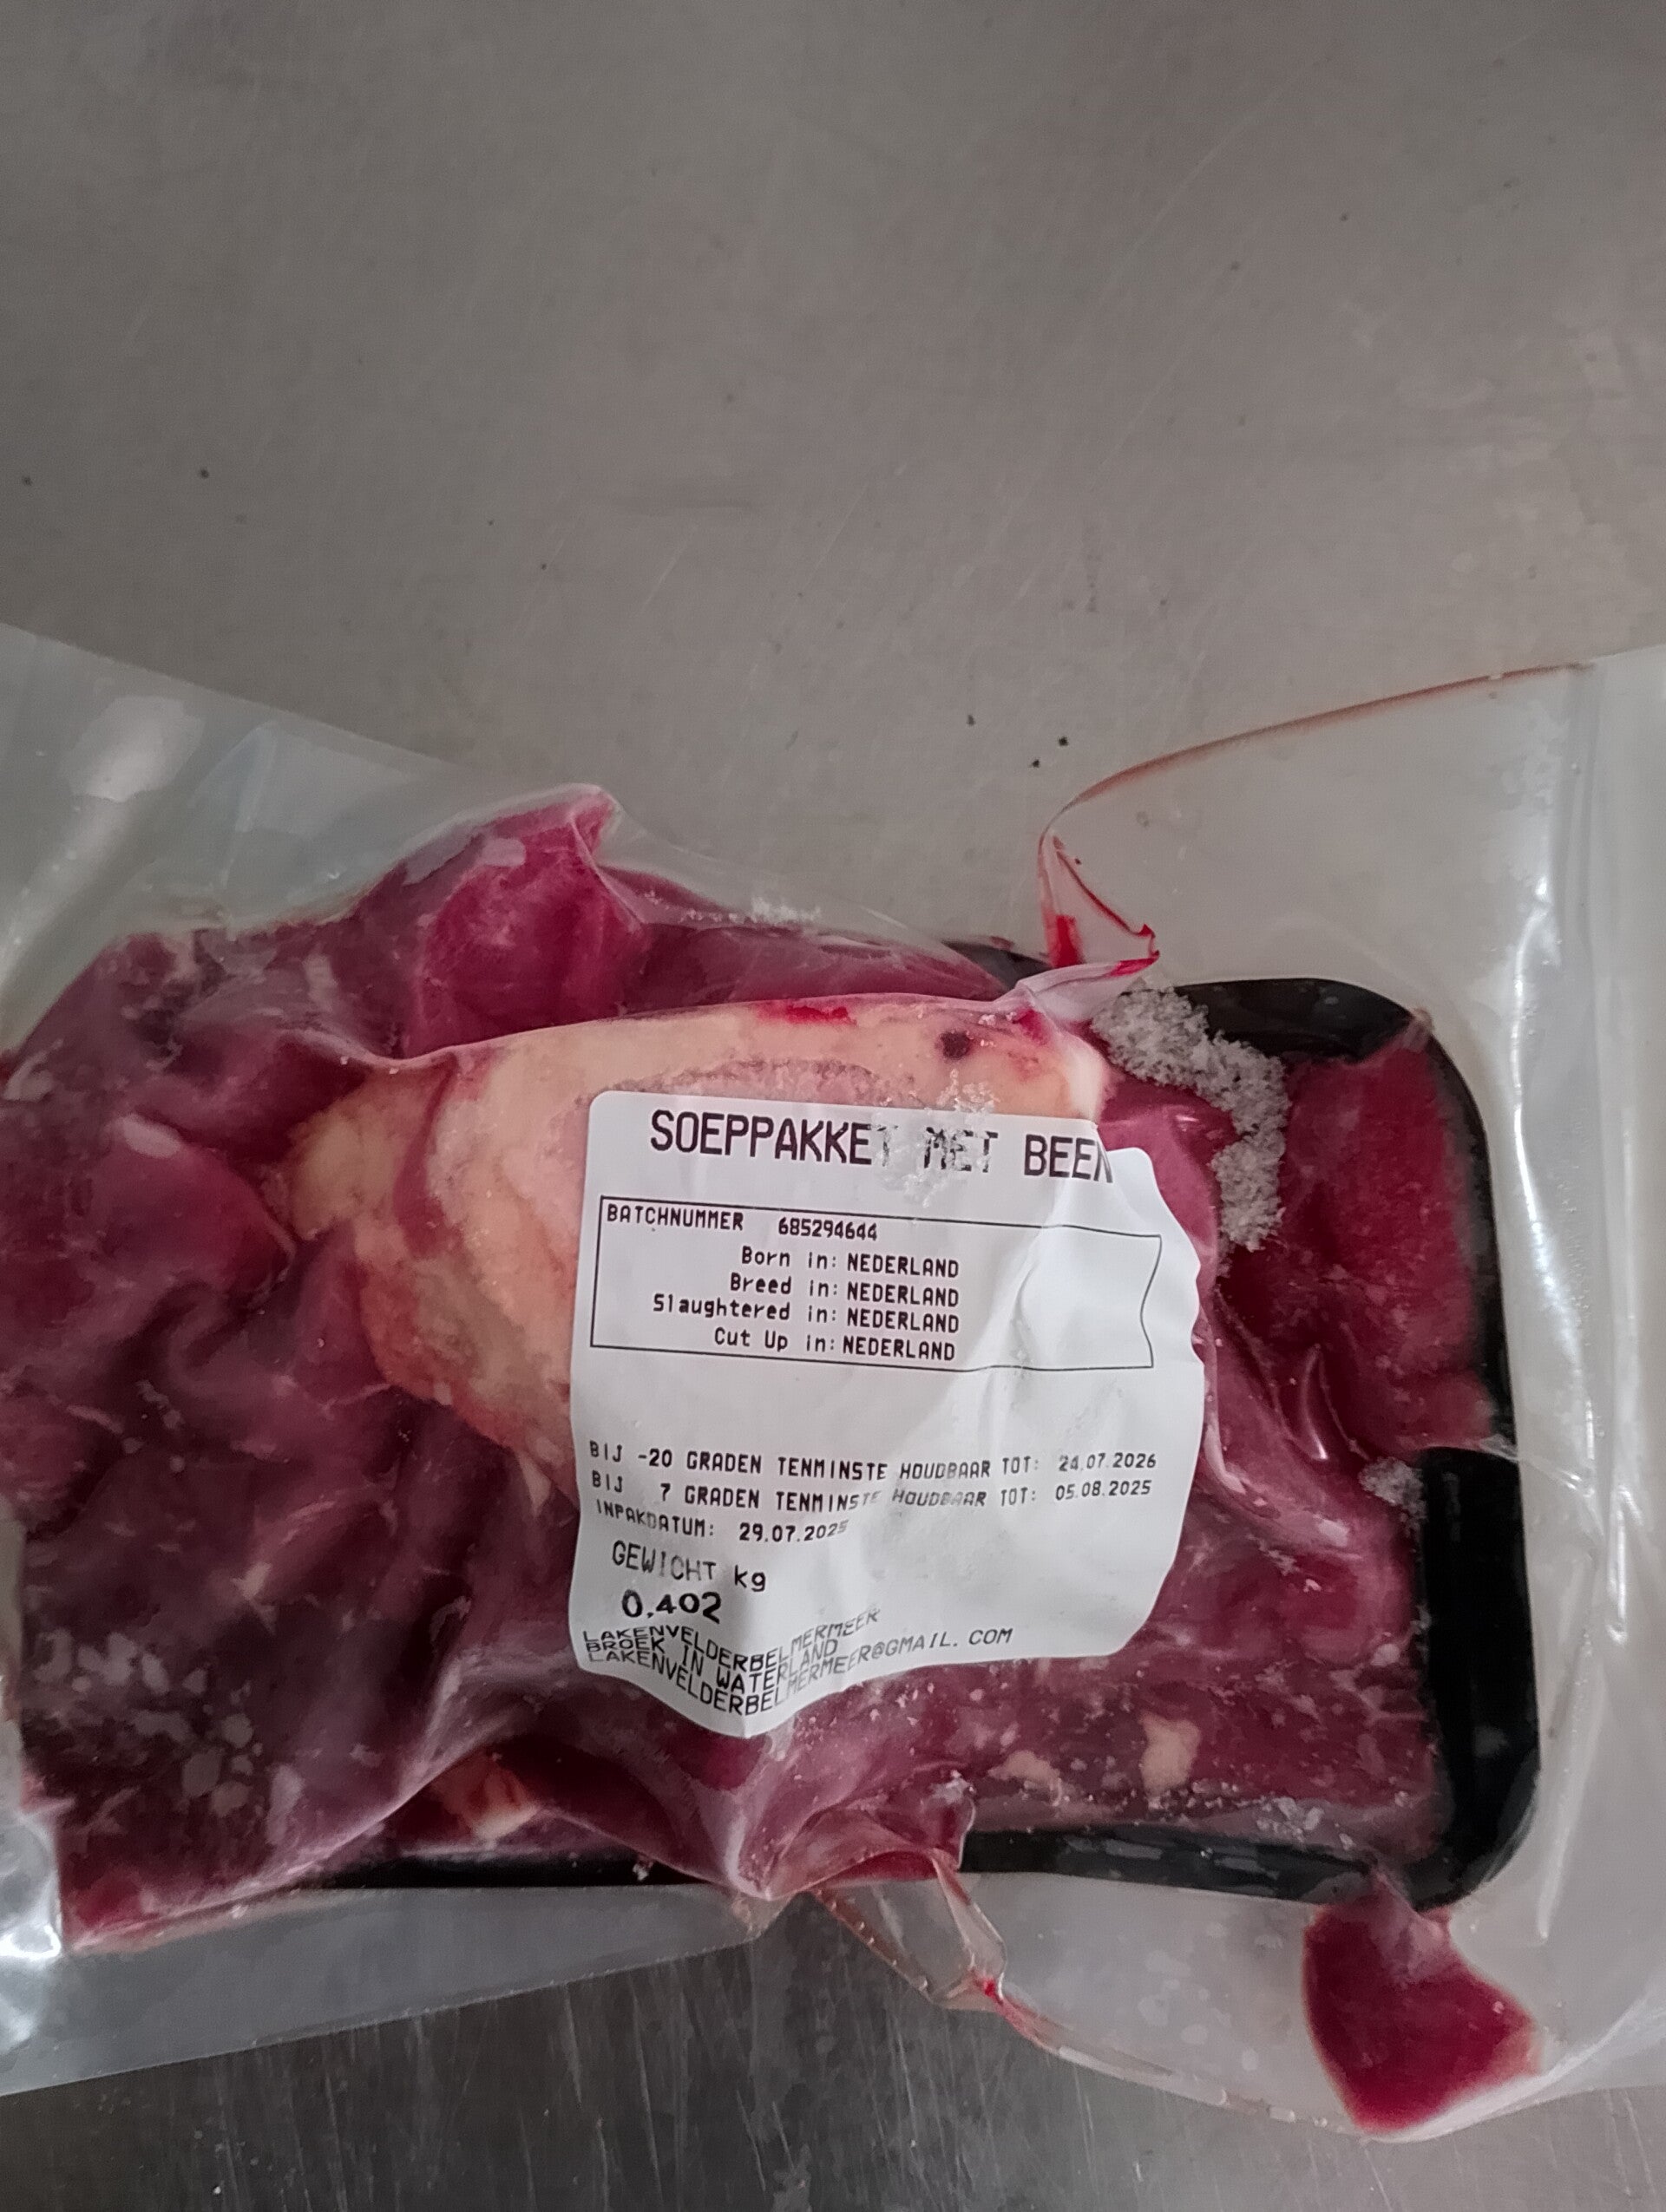 SOEPPAKKET MET BEEN
BATCHNUMMER 685294644
Born in: NEDERLAND
Breed in: NEDERLAND
Slaughtered in: NEDERLAND
Cut Up in: NEDERLAND
BIJ -20 GRADEN TENMINSTE HOUDBAAR TOT: 24.07.2026
BIJ 7 GRADEN TENMINSTE HOUDBAAR TOT: 05.08.2025
INPAKDATUM: 29.07.2025
GEWICHT kg
0.402
LAKENVELDERBELMERMEER
BROEK IN WATERLAND
LAKENVELDERBELMERMEER@GMAIL.COM